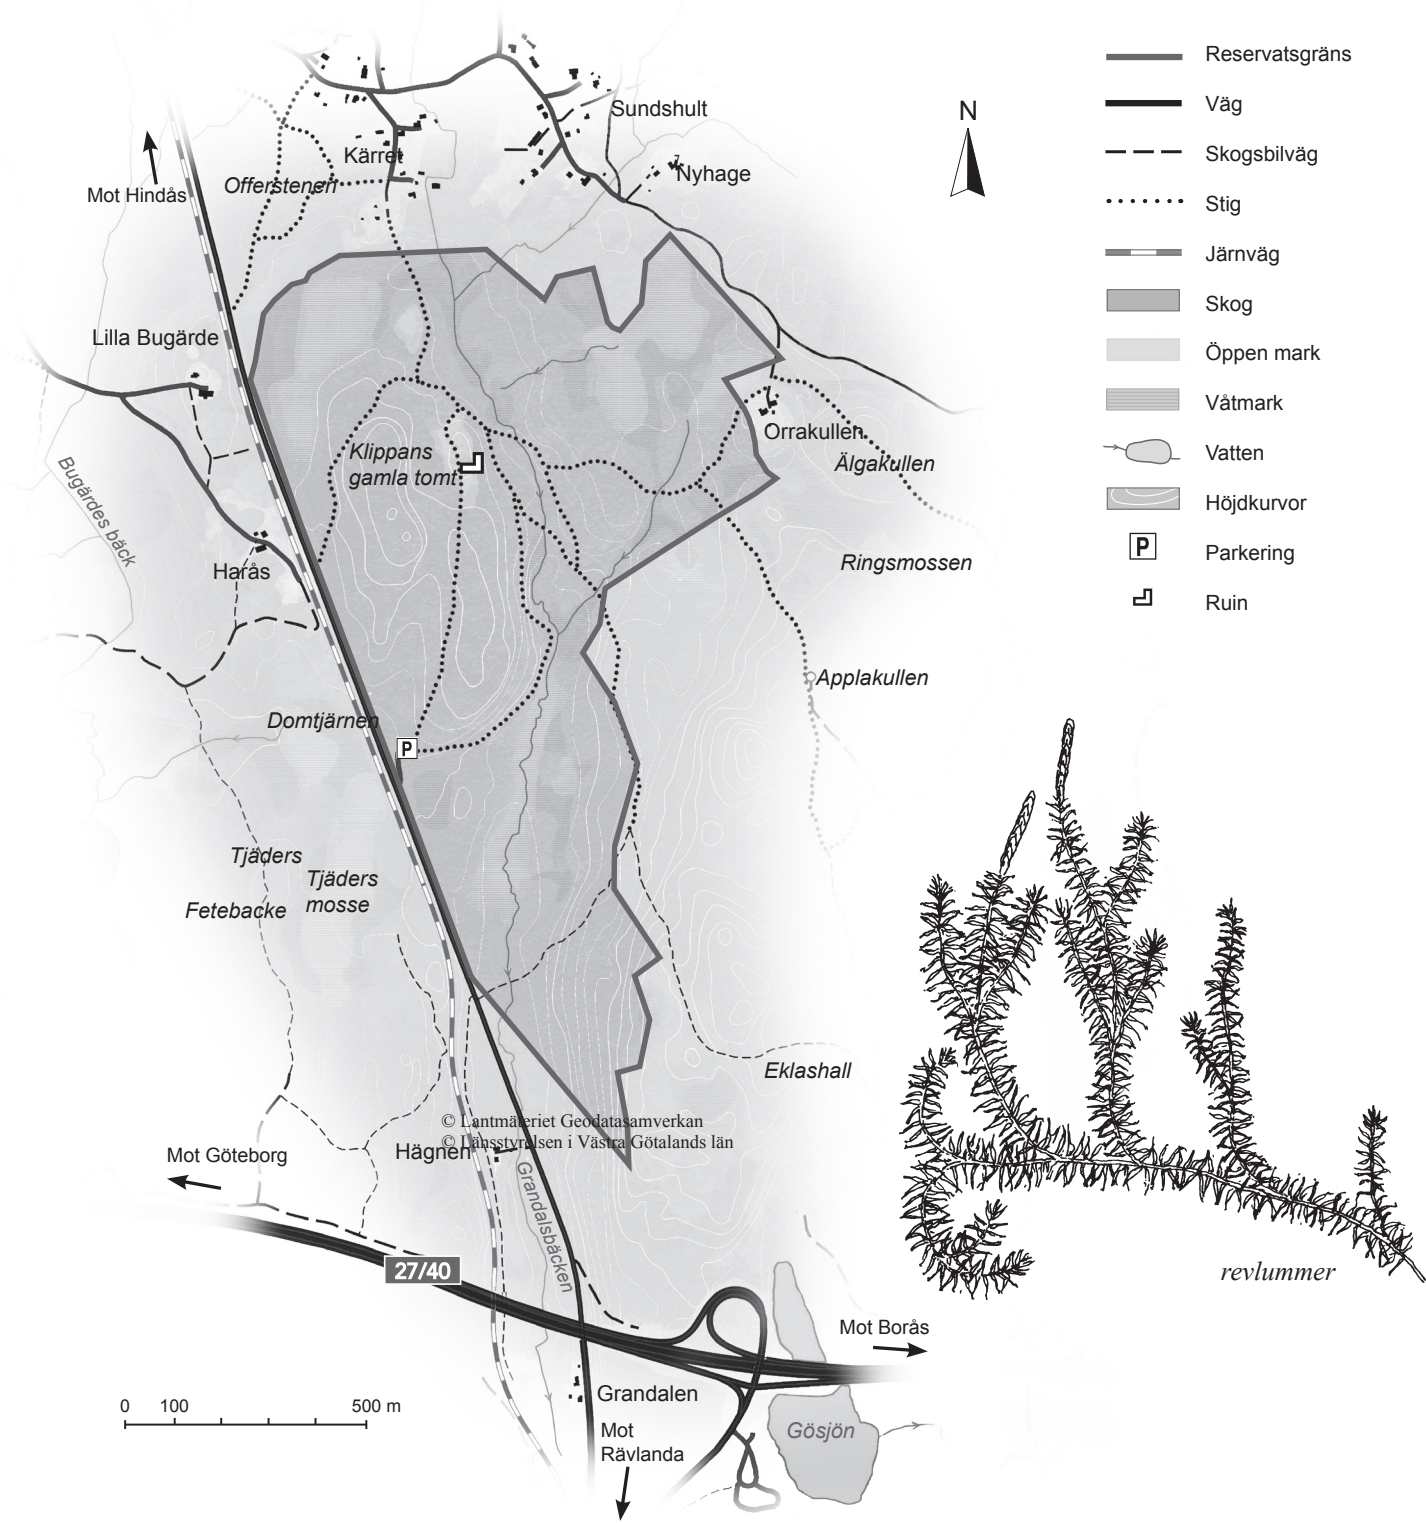 Reservatsgräns
Väg
Skogsbilväg
Stig
Järnväg
Skog
Öppen mark
Våtmark
Vatten
Höjdkurvor
P
Parkering
Ruin
N
Sundshult
Kärret
Nyhage
Offerstenen
Mot Hindås
Lilla Bugärde
Orrakullen
Älgakullen
Klippans
gamla tomt
Bugärdes bäck
Harås
Ringsmossen
Applakullen
Domtjärnen
P
Tjäders
Fetebacke
Tjäders
mosse
Eklashall
© Lantmäteriet Geodatasamverkan
© Länsstyrelsen i Västra Götalands län
Hägnen
Mot Göteborg
Grandalsbäcken
27/40
revlummer
Mot Borås
Grandalen
Gösjön
Mot
Rävlanda
0 100 500 m